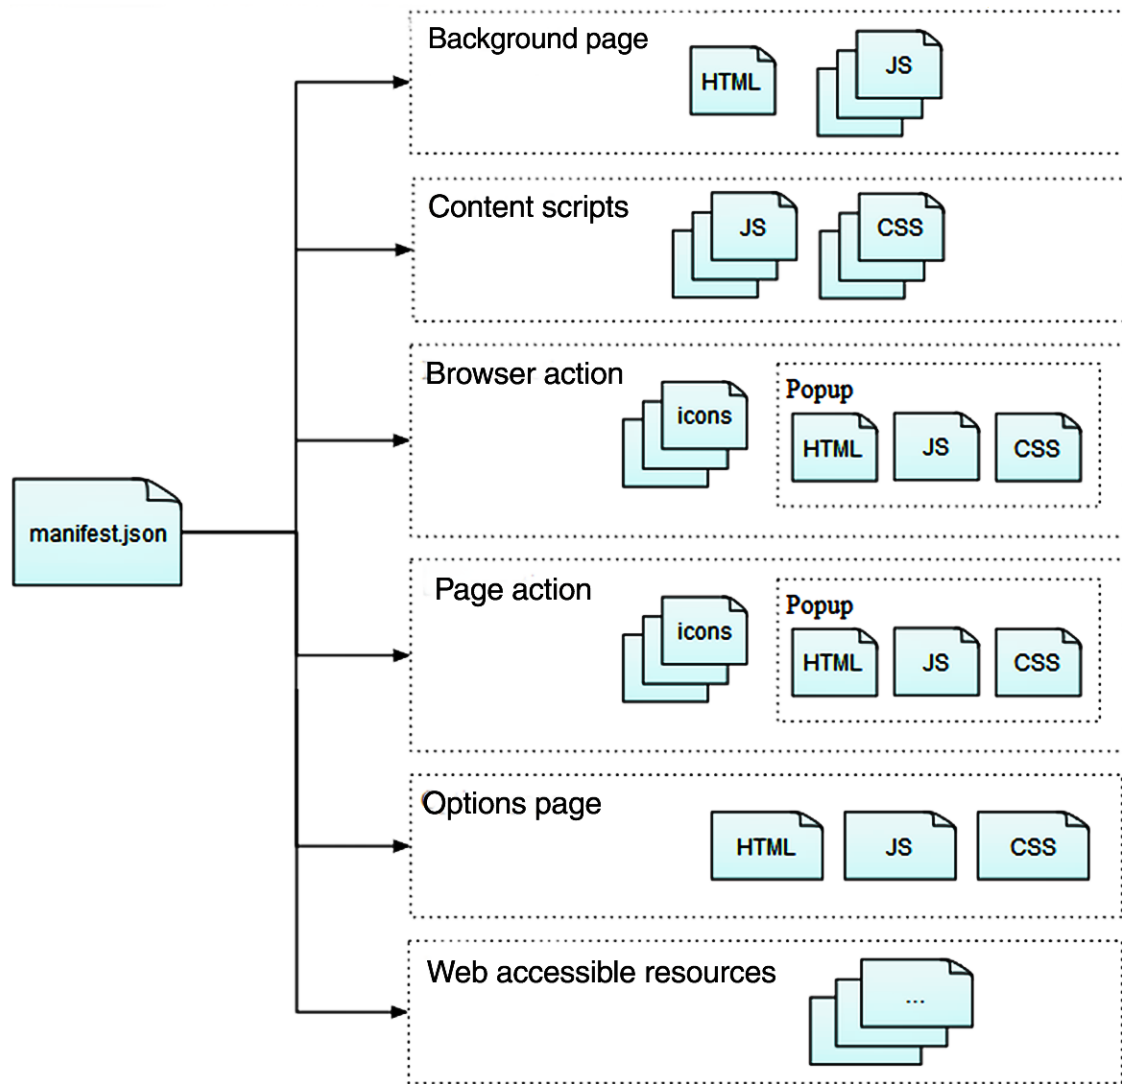 Background page
HTML
JS
Content scripts
JS
CSS
Browser action
icons
Popup
HTML
JS
CSS
manifest.json
Page action
icons
Popup
HTML
JS
CSS
Options page
HTML
JS
CSS
Web accessible resources
...